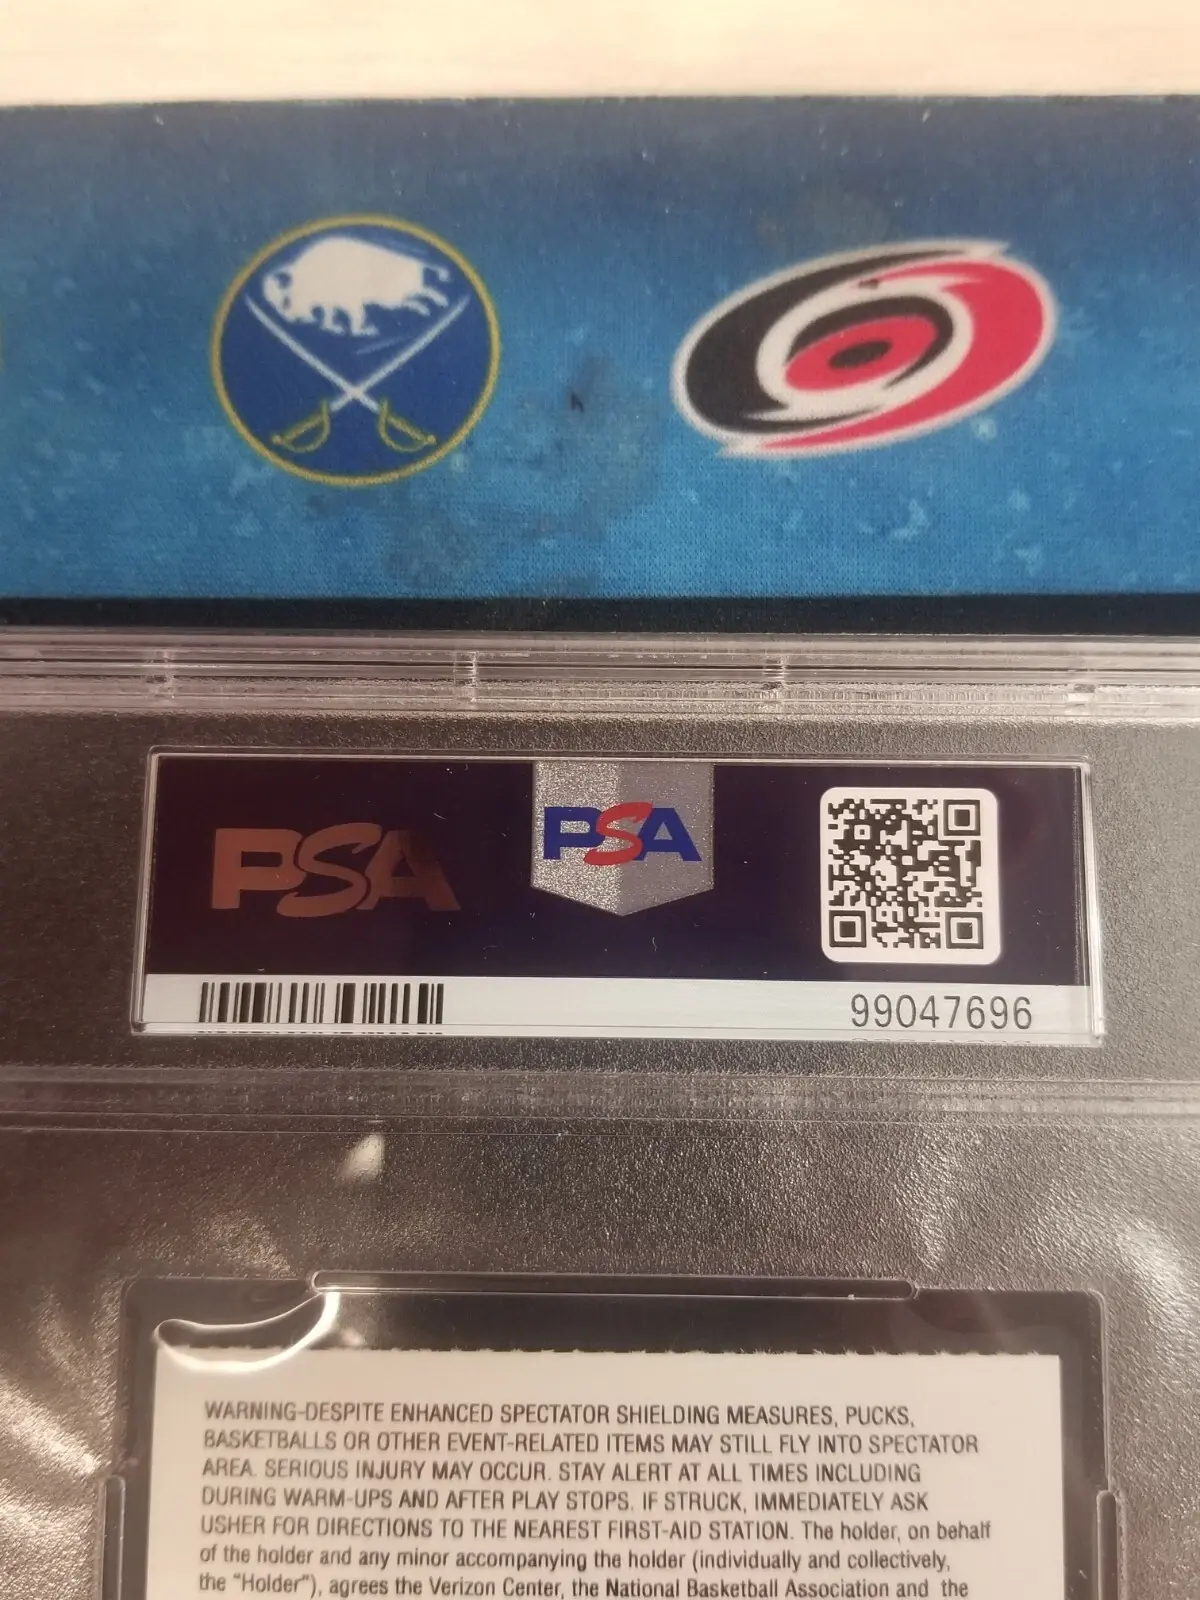 PSA
PSA
99047696
WARNING-DESPITE ENHANCED SPECTATOR SHIELDING MEASURES, PUCKS,
BASKETBALLS OR OTHER EVENT-RELATED ITEMS MAY STILL FLY INTO SPECTATOR
AREA. SERIOUS INJURY MAY OCCUR. STAY ALERT AT ALL TIMES INCLUDING
DURING WARM-UPS AND AFTER PLAY STOPS. IF STRUCK, IMMEDIATELY ASK
USHER FOR DIRECTIONS TO THE NEAREST FIRST-AID STATION. The holder, on behalf
of the holder and any minor accompanying the holder (individually and collectively,
the "Holder"), agrees the Verizon Center, the National Basketball Association and the